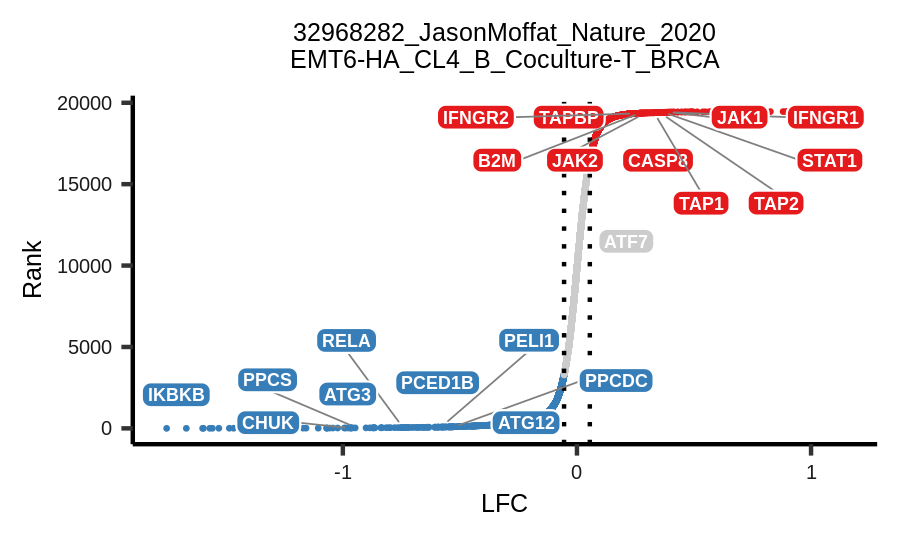 32968282_JasonMoffat_Nature_2020
EMT6-HA_CL4_B_Coculture-T_BRCA
20000
IFNGR2 TAPBP JAK1 IFNGR1
B2M JAK2 CASP8 STAT1
15000
TAP1 TAP2
ATF7
10000
Rank
RELA PELI1
5000
PPCS PCED1B PPCDC
IKBKB ATG3
CHUK ATG12
0
-1 0 1
LFC